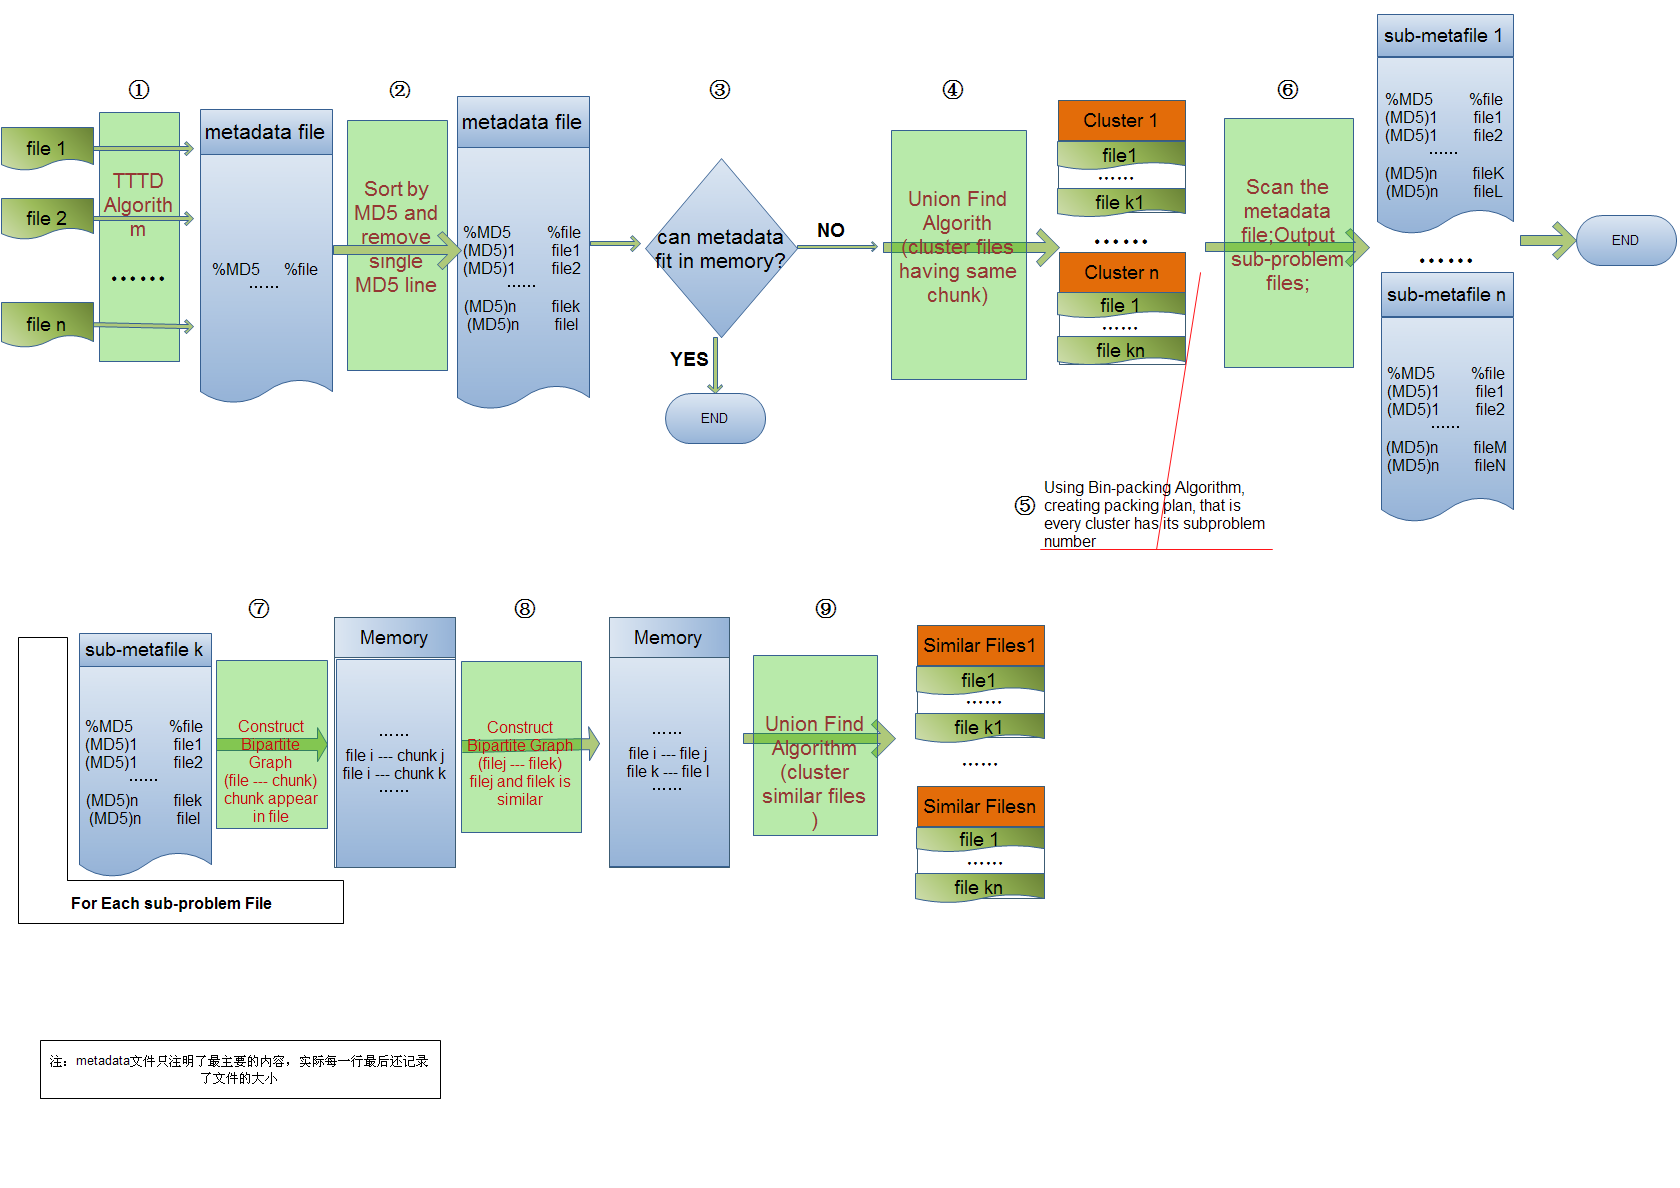 ①
file 1
file 2
file n
TTTD
Algorith
m
......
metadata file
%MD5 %file
......
②
Sort by
MD5 and
remove
single
MD5 line
metadata file
%MD5 %file
(MD5)1 file1
(MD5)1 file2
......
(MD5)n filek
(MD5)n filel
③
can metadata
fit in memory?
NO
YES
END
④
Union Find
Algorith
(cluster files
having same
chunk)
Cluster 1
file1
......
file k1
......
Cluster n
file 1
......
file kn
⑤
Using Bin-packing Algorithm,
creating packing plan, that is
every cluster has its subproblem
number
⑥
Scan the
metadata
file;Output
sub-problem
files;
sub-metafile 1
%MD5 %file
(MD5)1 file1
(MD5)1 file2
......
(MD5)n fileK
(MD5)n fileL
......
sub-metafile n
%MD5 %file
(MD5)1 file1
(MD5)1 file2
......
(MD5)n fileM
(MD5)n fileN
END
sub-metafile k
%MD5 %file
(MD5)1 file1
(MD5)1 file2
......
(MD5)n filek
(MD5)n filel
For Each sub-problem File
⑦
Construct
Bipartite
Graph
(file --- chunk)
chunk appear
in file
Memory
......
file i --- chunk j
file i --- chunk k
......
⑧
Construct
Bipartite Graph
(filej --- filek)
filej and filek is
similar
Memory
......
file i --- file j
file k --- file l
......
⑨
Union Find
Algorithm
(cluster
similar files
)
Similar Files1
file1
......
file k1
......
Similar Filesn
file 1
......
file kn
注：metadata文件只注明了最主要的内容，实际每一行最后还记录
了文件的大小